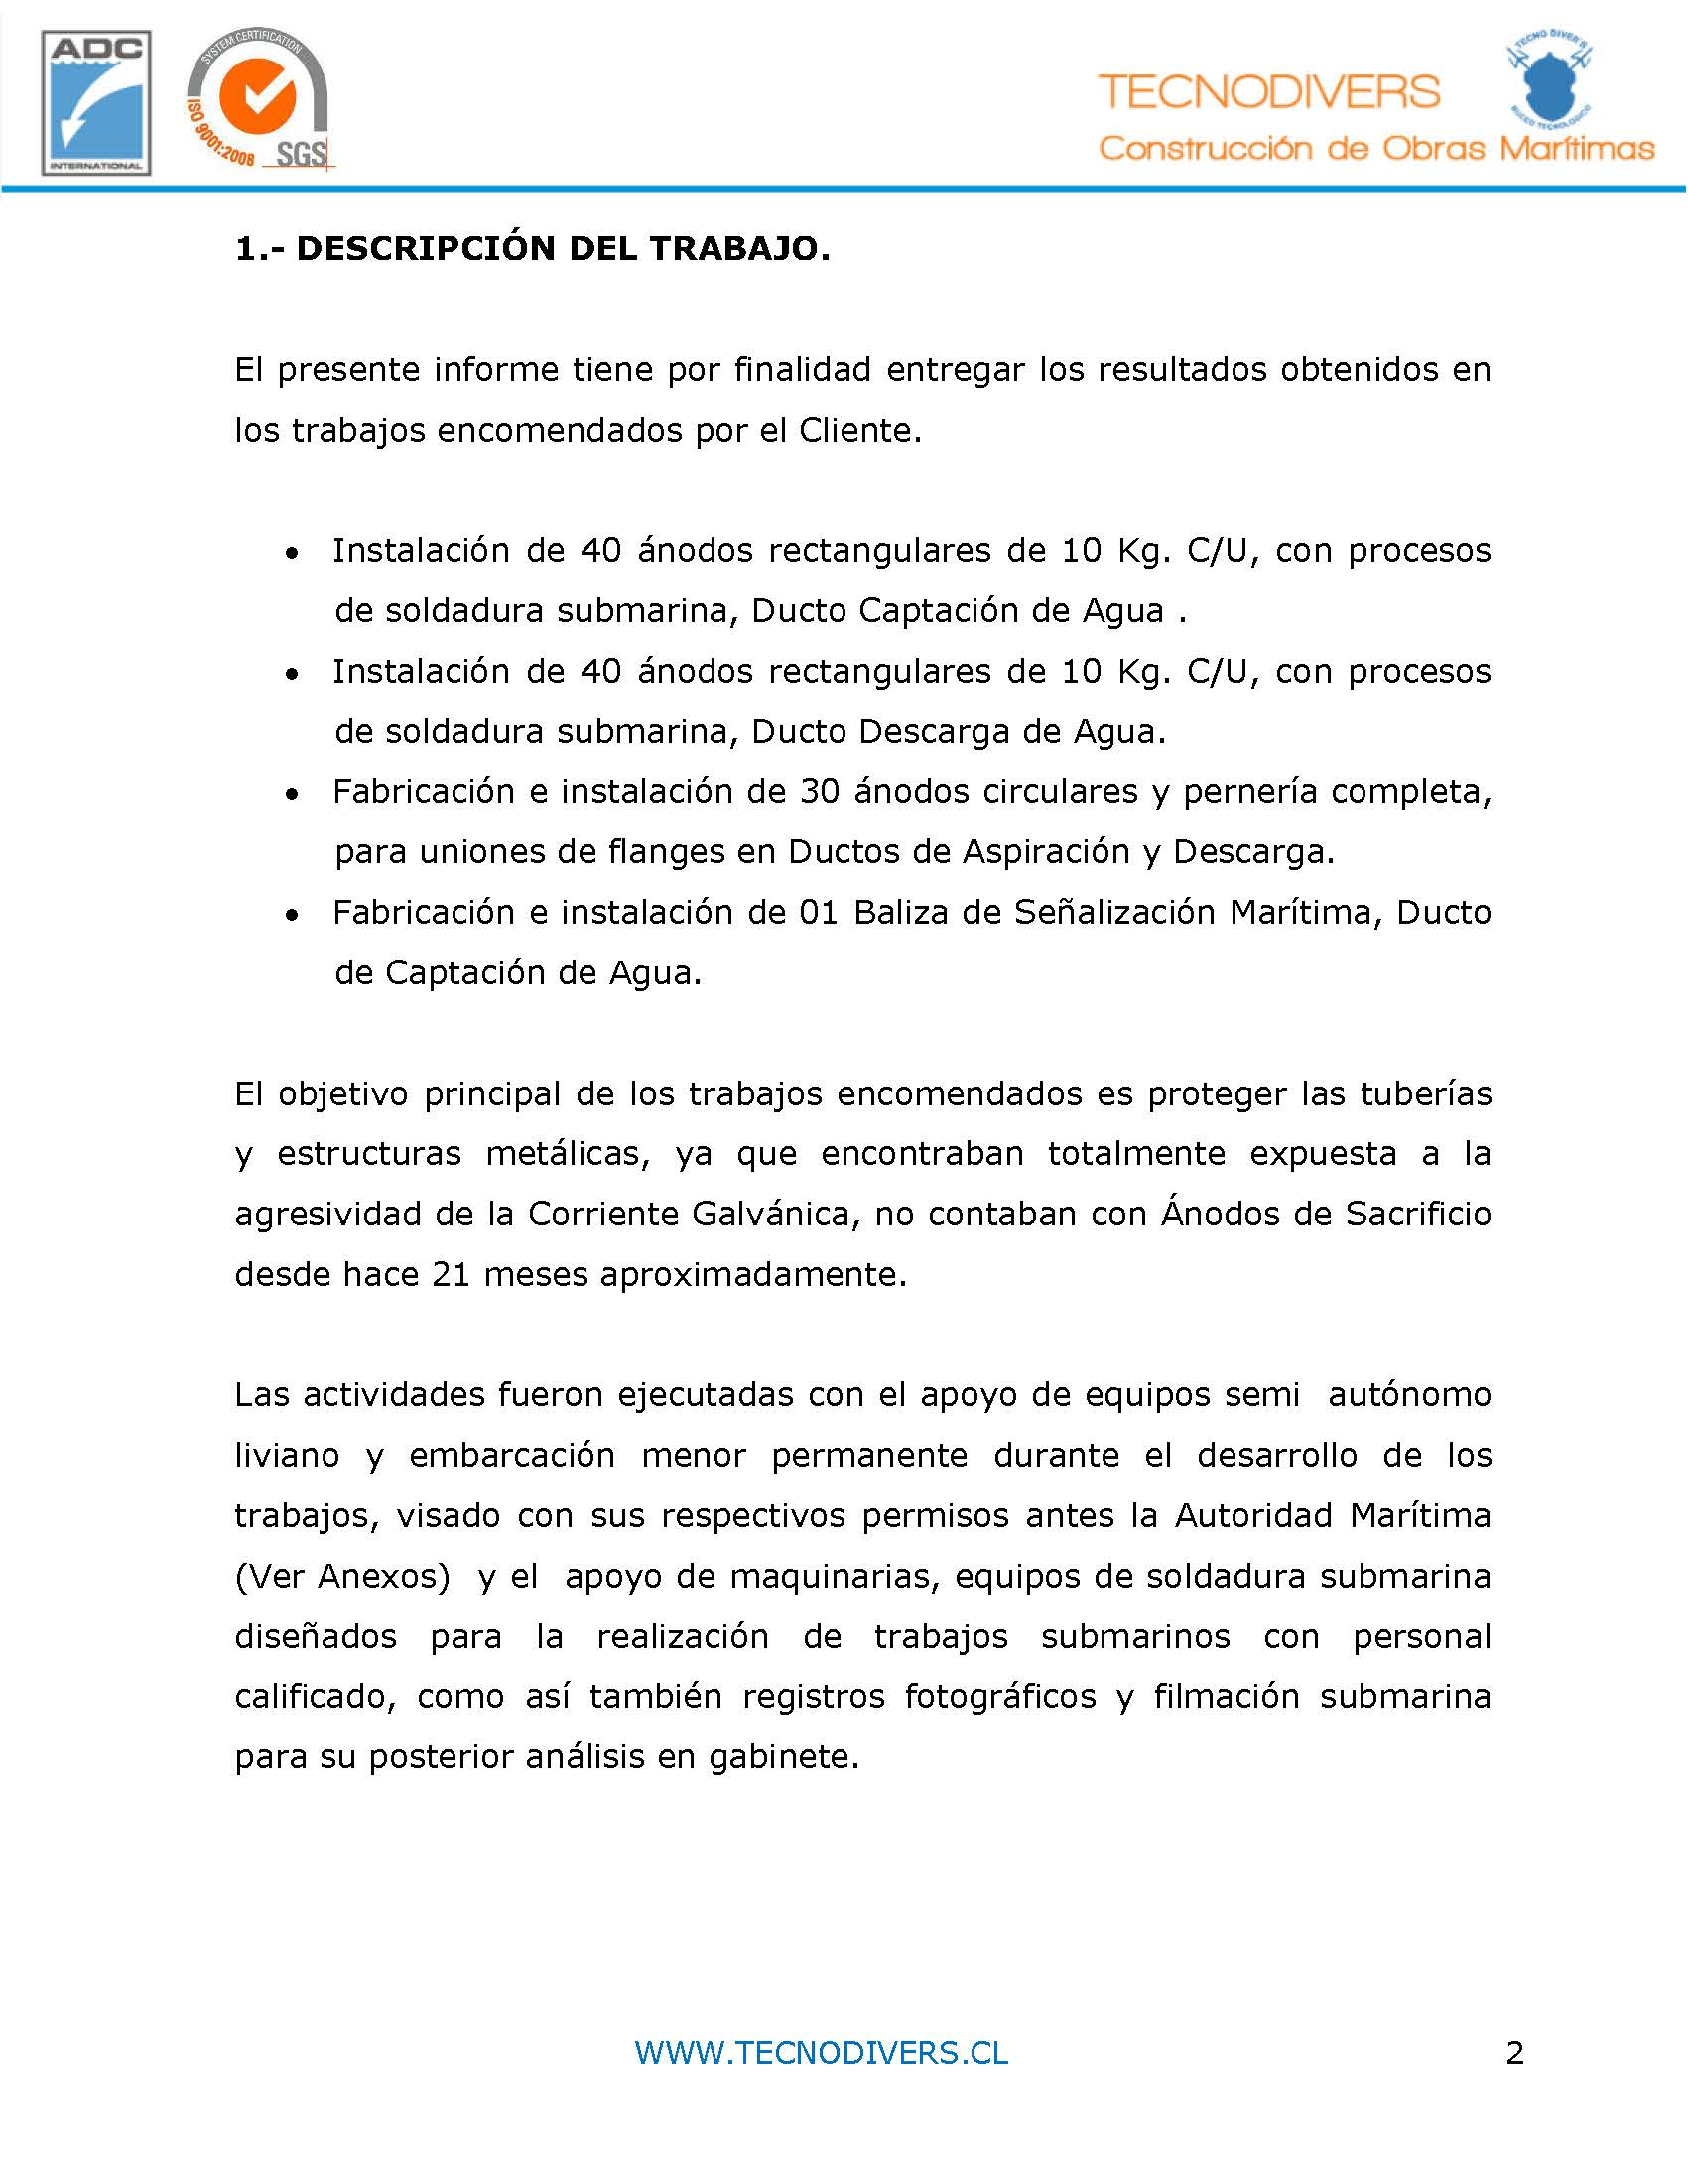 ADC
INTERNATIONAL
SYSTEM CERTIFICATION
ISO 9001:2008
SGS
TECNODIVERS
Construcción de Obras Marítimas
TECNO DIVER'S
BUCEO TECNOLOGICO
1.- DESCRIPCIÓN DEL TRABAJO.
El presente informe tiene por finalidad entregar los resultados obtenidos en
los trabajos encomendados por el Cliente.
• Instalación de 40 ánodos rectangulares de 10 Kg. C/U, con procesos
de soldadura submarina, Ducto Captación de Agua .
• Instalación de 40 ánodos rectangulares de 10 Kg. C/U, con procesos
de soldadura submarina, Ducto Descarga de Agua.
• Fabricación e instalación de 30 ánodos circulares y pernería completa,
para uniones de flanges en Ductos de Aspiración y Descarga.
• Fabricación e instalación de 01 Baliza de Señalización Marítima, Ducto
de Captación de Agua.
El objetivo principal de los trabajos encomendados es proteger las tuberías
y estructuras metálicas, ya que encontraban totalmente expuesta a la
agresividad de la Corriente Galvánica, no contaban con Ánodos de Sacrificio
desde hace 21 meses aproximadamente.
Las actividades fueron ejecutadas con el apoyo de equipos semi  autónomo
liviano y embarcación menor permanente durante el desarrollo de los
trabajos, visado con sus respectivos permisos antes la Autoridad Marítima
(Ver Anexos)  y el  apoyo de maquinarias, equipos de soldadura submarina
diseñados para la realización de trabajos submarinos con personal
calificado, como así también registros fotográficos y filmación submarina
para su posterior análisis en gabinete.
WWW.TECNODIVERS.CL
2